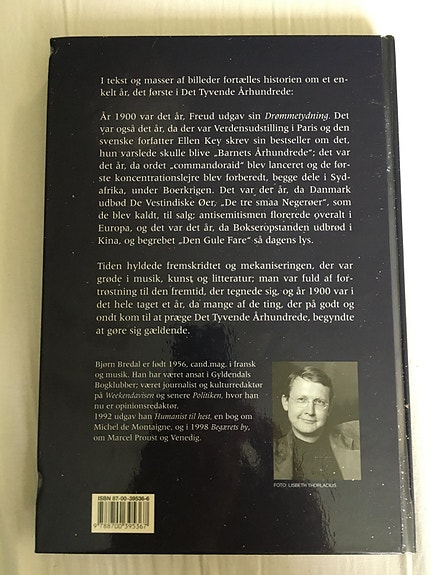 I tekst og masser af billeder fortælles historien om et en-
kelt år, det første i Det Tyvende Århundrede:
År 1900 var det år, Freud udgav sin Drømmetydning. Det
var også det år, da der var Verdensudstilling i Paris og den
svenske forfatter Ellen Key skrev sin bestseller om det,
hun varslede skulle blive „Barnets Århundrede“; det var
det år, da ordet „commandoraid“ blev lanceret og de før-
ste koncentrationslejre blev forberedt, begge dele i Syd-
afrika, under Boerkrigen. Det var det år, da Danmark
udbød De Vestindiske Øer, „De tre smaa Negerøer“, som
de blev kaldt, til salg; antisemitismen florerede overalt i
Europa, og det var det år, da Bokseropstanden udbrød i
Kina, og begrebet „Den Gule Fare“ så dagens lys.
Tiden hyldede fremskridtet og mekaniseringen, der var
grøde i musik, kunst og litteratur; man var fuld af for-
trøstning til den fremtid, der tegnede sig, og år 1900 var i
det hele taget et år, da mange af de ting, der på godt og
ondt kom til at præge Det Tyvende Århundrede, begyndte
at gøre sig gældende.
Bjørn Bredal er født 1956, cand.mag. i fransk
og musik. Han har været ansat i Gyldendals
Bogklubber; været journalist og kulturredaktør
på Weekendavisen og senere Politiken, hvor han
nu er opinionsredaktør.
1992 udgav han Humanist til hest, en bog om
Michel de Montaigne, og i 1998 Begærets by,
om Marcel Proust og Venedig.
FOTO: LISBETH THORLACIUS
ISBN 87-00-39536-6
9 788700 395367